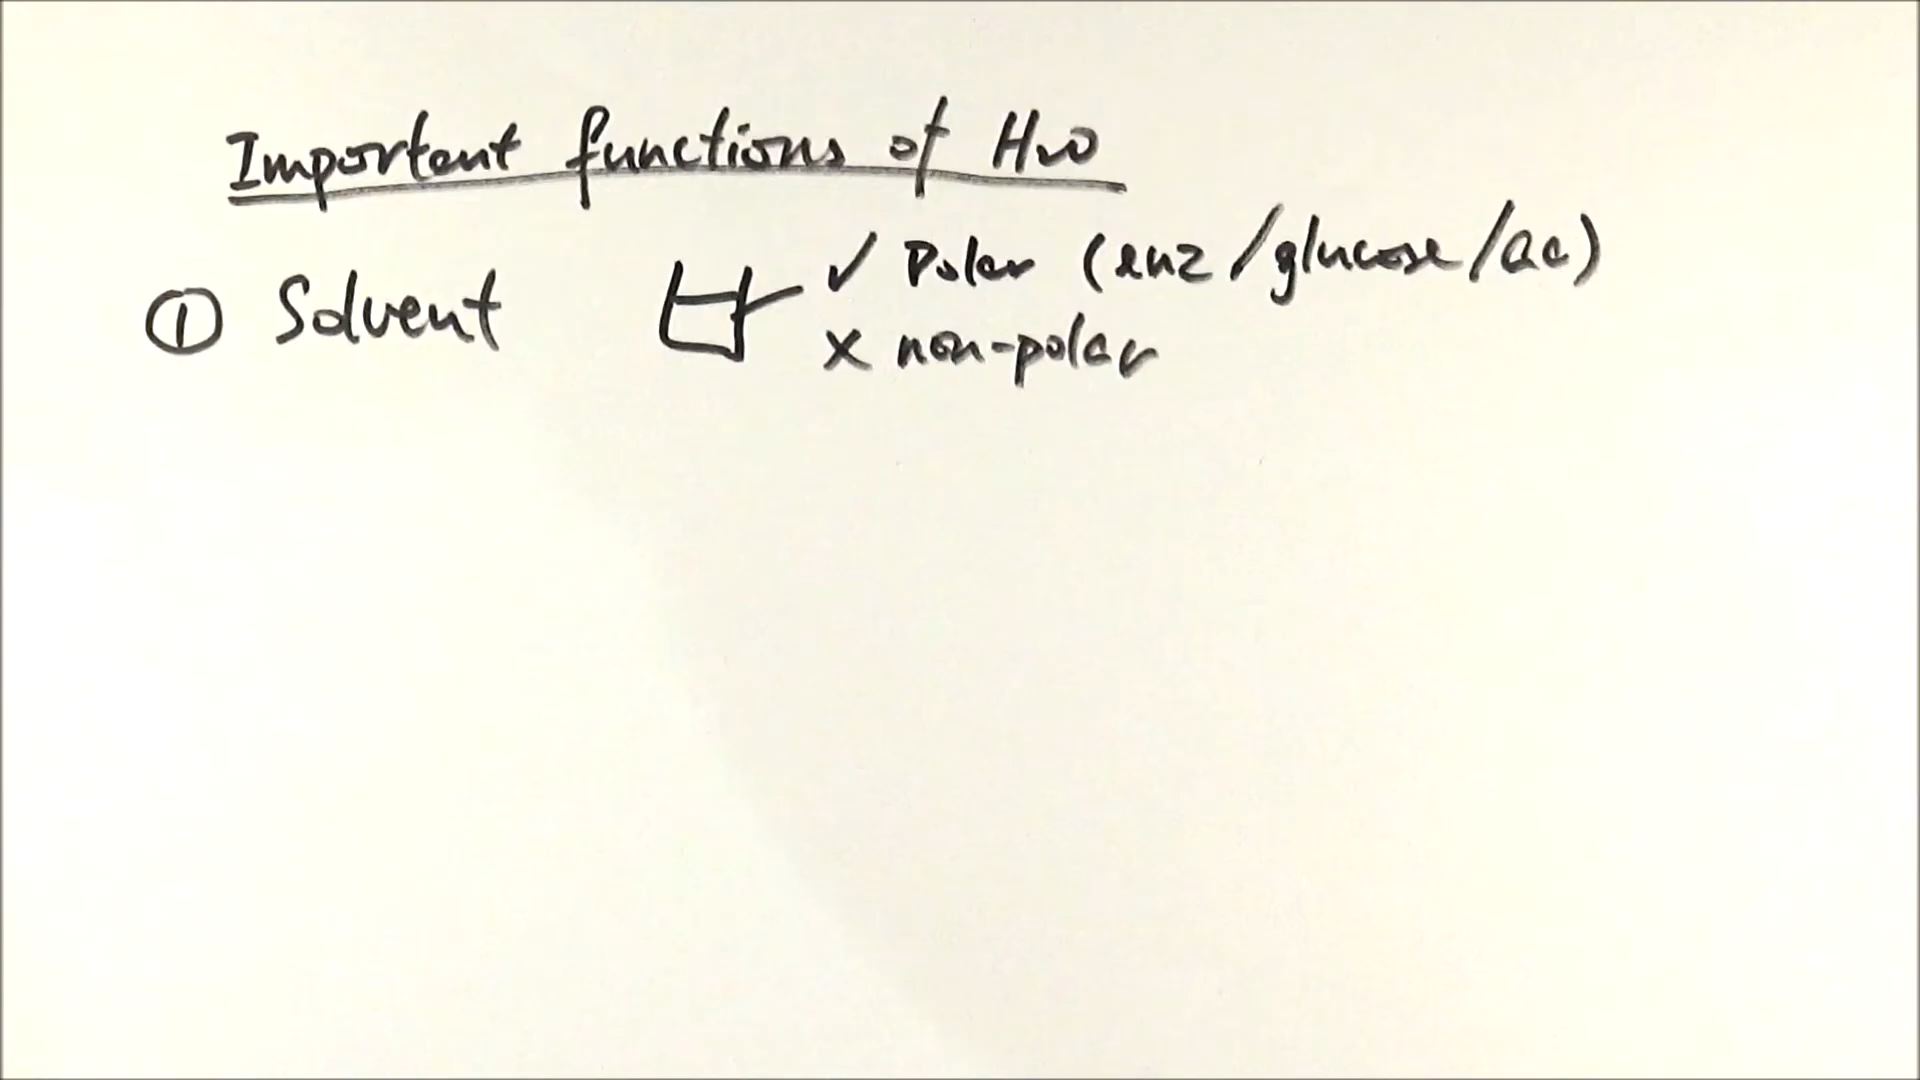 Important functions of H₂O
① Solvent
✓ Polar (enz/glucose/aa)
x non-polar